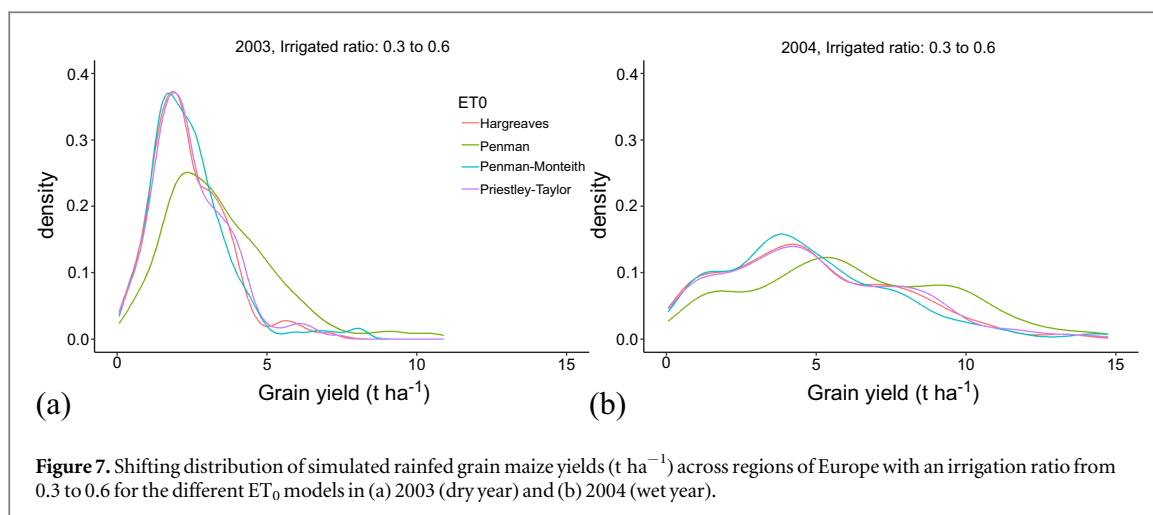 2003, Irrigated ratio: 0.3 to 0.6
0.4
0.3
0.2
0.1
0.0
density
0
5
10
15
Grain yield (t ha⁻¹)
(a)
ET0
Hargreaves
Penman
Penman-Monteith
Priestley-Taylor
2004, Irrigated ratio: 0.3 to 0.6
0.4
0.3
0.2
0.1
0.0
density
0
5
10
15
Grain yield (t ha⁻¹)
(b)
Figure 7. Shifting distribution of simulated rainfed grain maize yields (t ha⁻¹) across regions of Europe with an irrigation ratio from
0.3 to 0.6 for the different ET₀ models in (a) 2003 (dry year) and (b) 2004 (wet year).